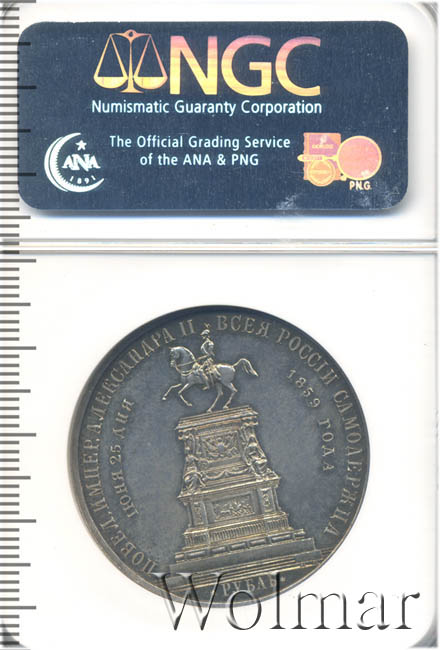 NGC
Numismatic Guaranty Corporation
The Official Grading Service
of the ANA & PNG
ANA
1891
P.N.G.
ПОВЕЛ.ИМПЕР.АЛЕКСАНДРА II ВСЕЯ РОССІИ САМОДЕРЖЦА
ІЮНЯ 25 ДНЯ
1859 ГОДА
РУБЛЬ
Wolmar